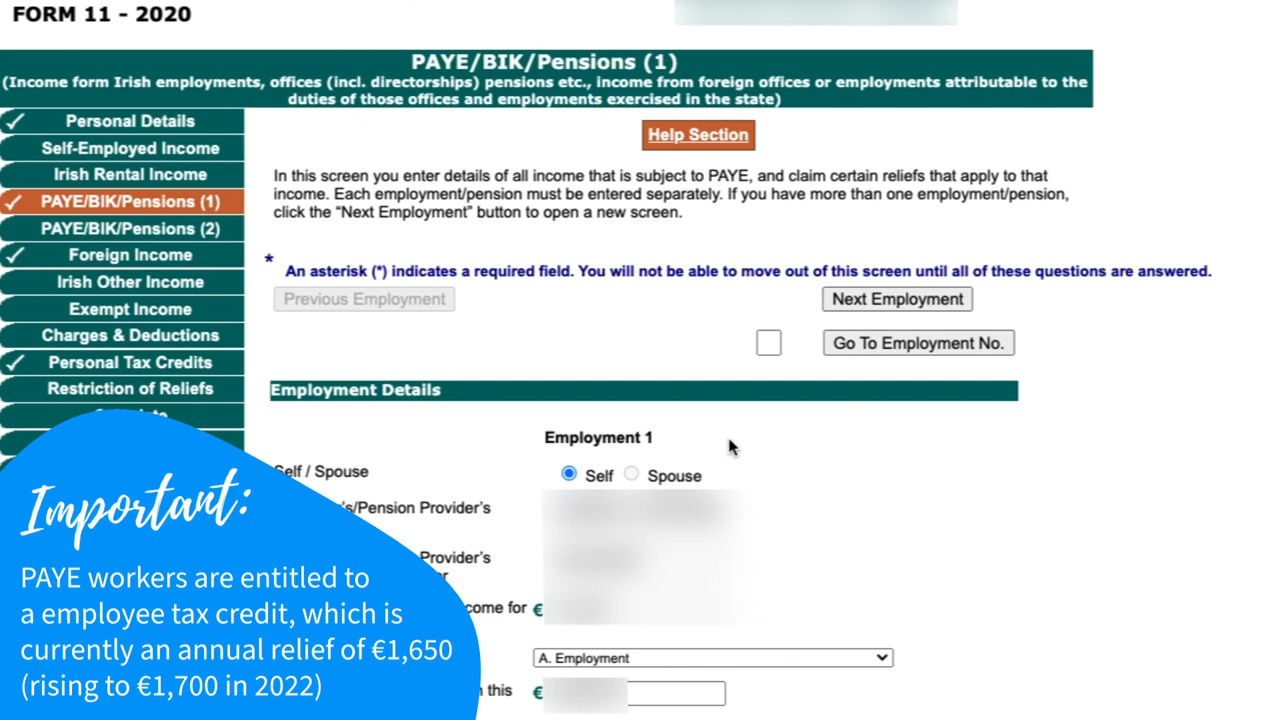 FORM 11 - 2020
PAYE/BIK/Pensions (1)
(Income form Irish employments, offices (incl. directorships) pensions etc., income from foreign offices or employments attributable to the
duties of those offices and employments exercised in the state)
Personal Details
Self-Employed Income
Irish Rental Income
PAYE/BIK/Pensions (1)
PAYE/BIK/Pensions (2)
Foreign Income
Irish Other Income
Exempt Income
Charges & Deductions
Personal Tax Credits
Restriction of Reliefs
Help Section
In this screen you enter details of all income that is subject to PAYE, and claim certain reliefs that apply to that
income. Each employment/pension must be entered separately. If you have more than one employment/pension,
click the “Next Employment” button to open a new screen.
*
An asterisk (*) indicates a required field. You will not be able to move out of this screen until all of these questions are answered.
Previous Employment
Next Employment
Go To Employment No.
Employment Details
Employment 1
Self / Spouse
Self
Spouse
's/Pension Provider's
Provider's
come for €
A. Employment
this €
Important:
PAYE workers are entitled to
a employee tax credit, which is
currently an annual relief of €1,650
(rising to €1,700 in 2022)